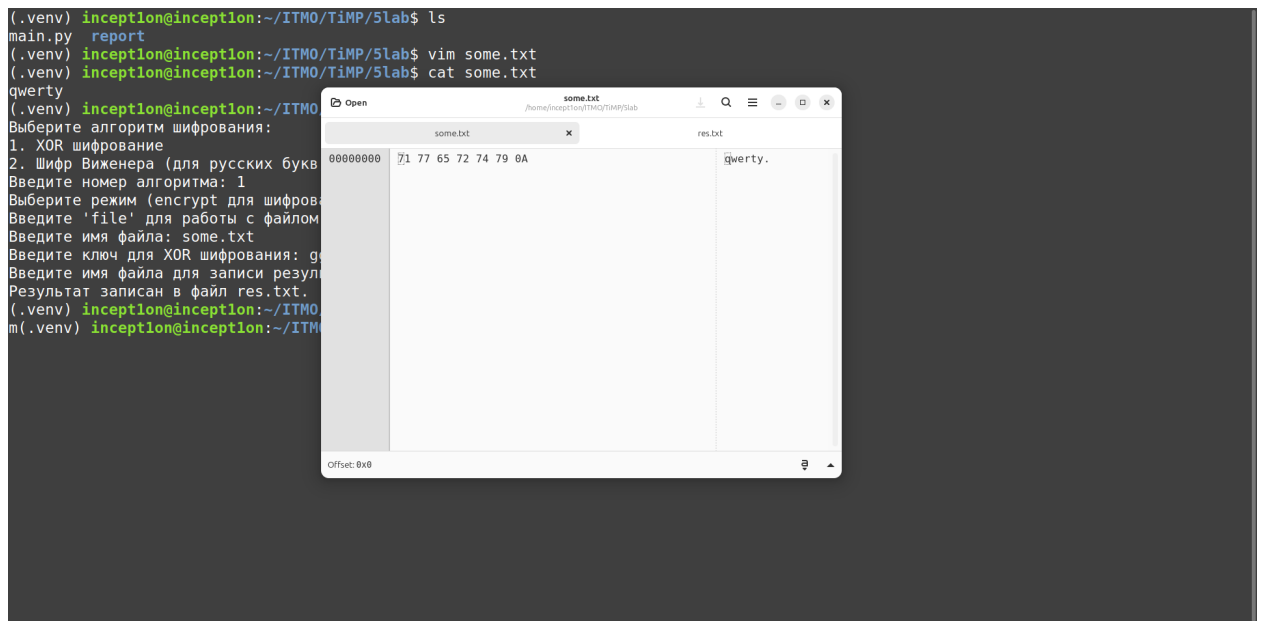 (.venv) incept1on@incept1on:~/ITMO/TiMP/5lab$ ls
main.py  report
(.venv) incept1on@incept1on:~/ITMO/TiMP/5lab$ vim some.txt
(.venv) incept1on@incept1on:~/ITMO/TiMP/5lab$ cat some.txt
qwerty
(.venv) incept1on@incept1on:~/ITMO
Выберите алгоритм шифрования:
1. XOR шифрование
2. Шифр Виженера (для русских букв
Введите номер алгоритма: 1
Выберите режим (encrypt для шифров
Введите 'file' для работы с файлом
Введите имя файла: some.txt
Введите ключ для XOR шифрования: g
Введите имя файла для записи резул
Результат записан в файл res.txt.
(.venv) incept1on@incept1on:~/ITMO
m(.venv) incept1on@incept1on:~/ITM
Open
some.txt
/home/incept1on/ITMO/TiMP/5lab
some.txt
res.txt
00000000 71 77 65 72 74 79 0A qwerty.
Offset: 0x0